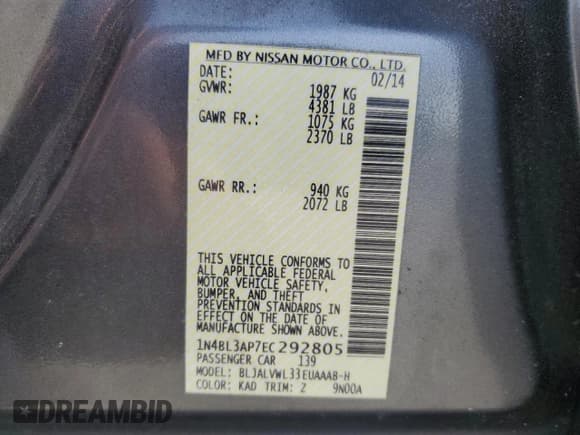 MFD BY NISSAN MOTOR CO., LTD.
DATE: 02/14
GVWR: 1987 KG
4381 LB
GAWR FR.: 1075 KG
2370 LB
GAWR RR.: 940 KG
2072 LB
THIS VEHICLE CONFORMS TO
ALL APPLICABLE FEDERAL
MOTOR VEHICLE SAFETY,
BUMPER, AND THEFT
PREVENTION STANDARDS IN
EFFECT ON THE DATE OF
MANUFACTURE SHOWN ABOVE.
1N4BL3AP7EC292805
PASSENGER CAR 139
MODEL: BLJALVWL33EUAAAB-H
COLOR: KAD TRIM: Z 9N00A
DREAMBID